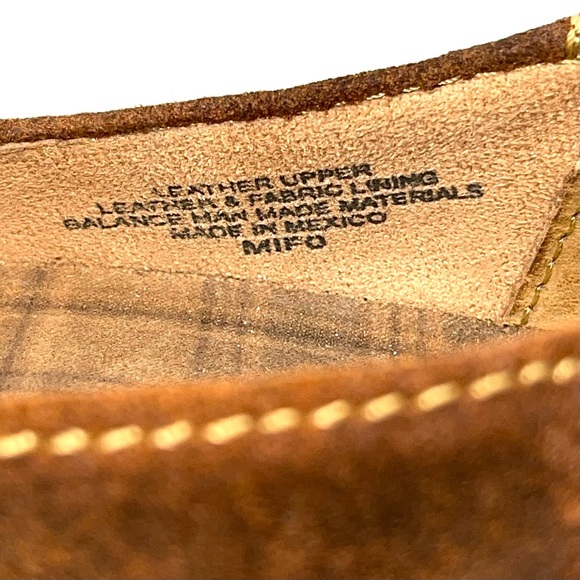 LEATHER UPPER
LEATHER & FABRIC LINING
BALANCE MAN MADE MATERIALS
MADE IN MEXICO
MIFO